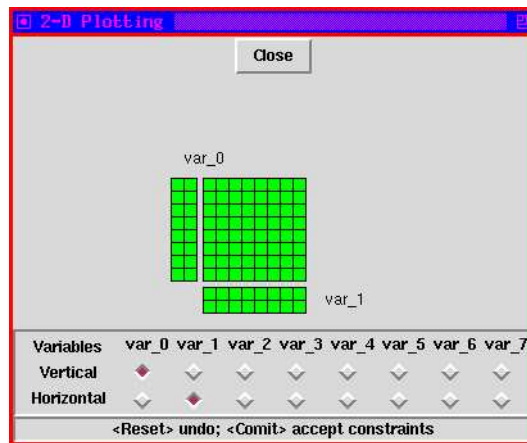 2-D Plotting
Close
var_0
var_1
Variables var_0 var_1 var_2 var_3 var_4 var_5 var_6 var_7
Vertical
Horizontal
<Reset> undo; <Comit> accept constraints